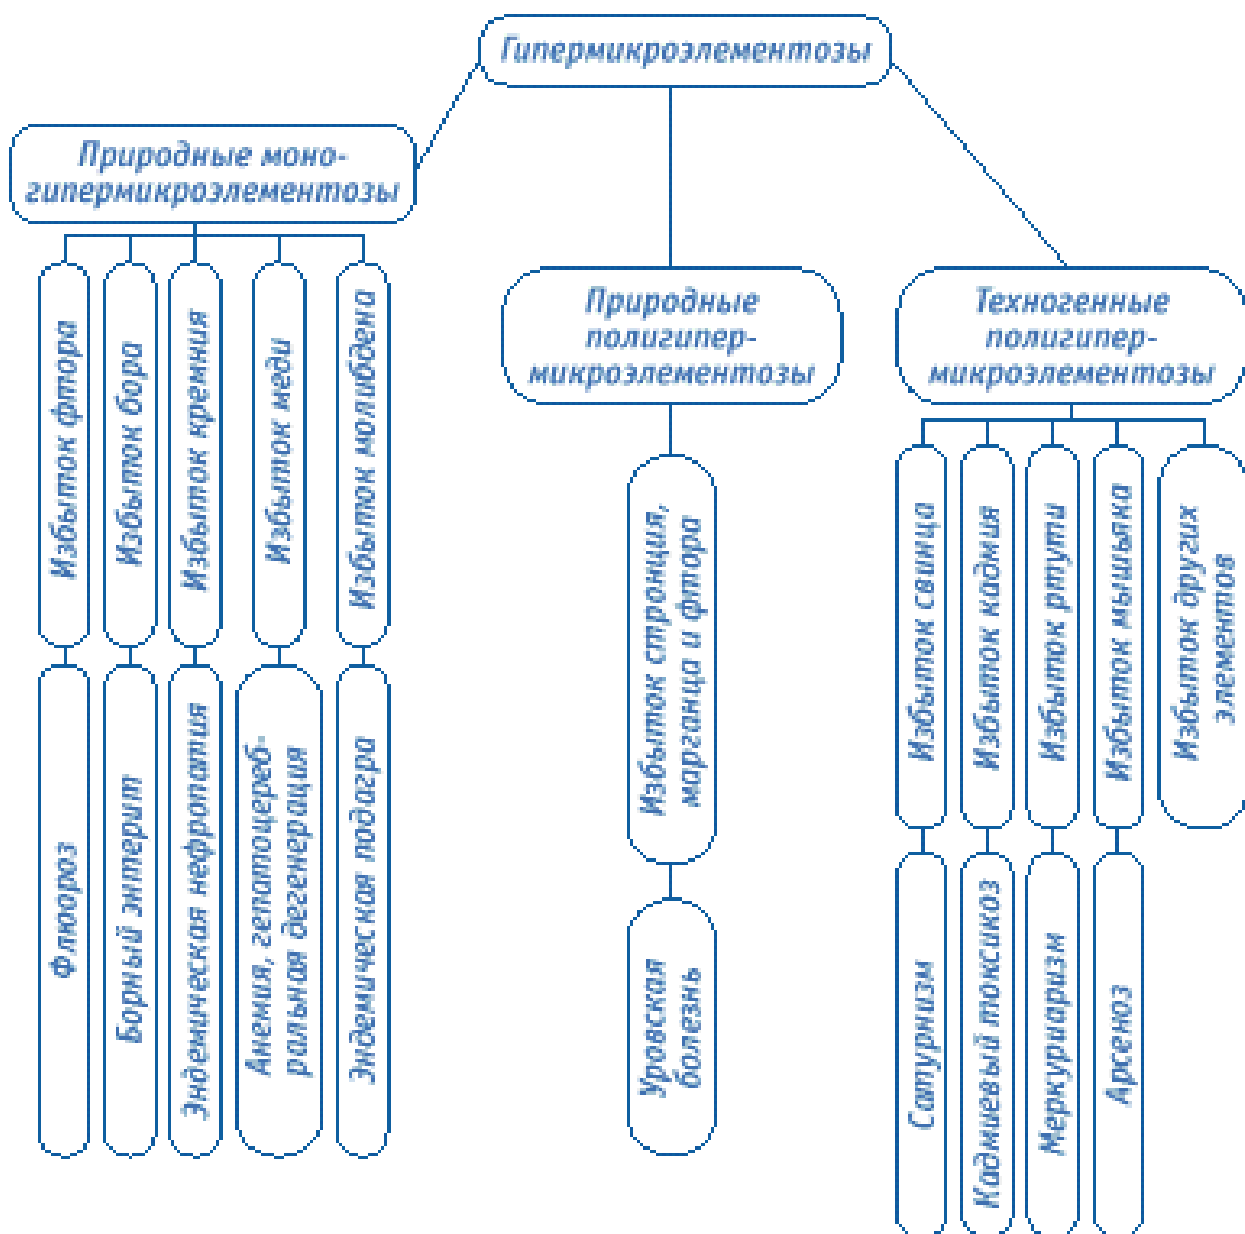 Гипермикроэлементозы
Природные моно-
гипермикроэлементозы
Избыток фтора
Избыток бора
Избыток кремния
Избыток меди
Избыток молибдена
Флюороз
Борный энтерит
Эндемическая нефропатия
Анемия, гепатоцереб-
ральная дегенерация
Эндемическая подагра
Природные
полигипер-
микроэлементозы
Избыток стронция,
марганца и фтора
Уровская
болезнь
Техногенные
полигипер-
микроэлементозы
Избыток свинца
Избыток кадмия
Избыток ртути
Избыток мышьяка
Избыток других
элементов
Сатурнизм
Кадмиевый токсикоз
Меркуриаризм
Арсеноз